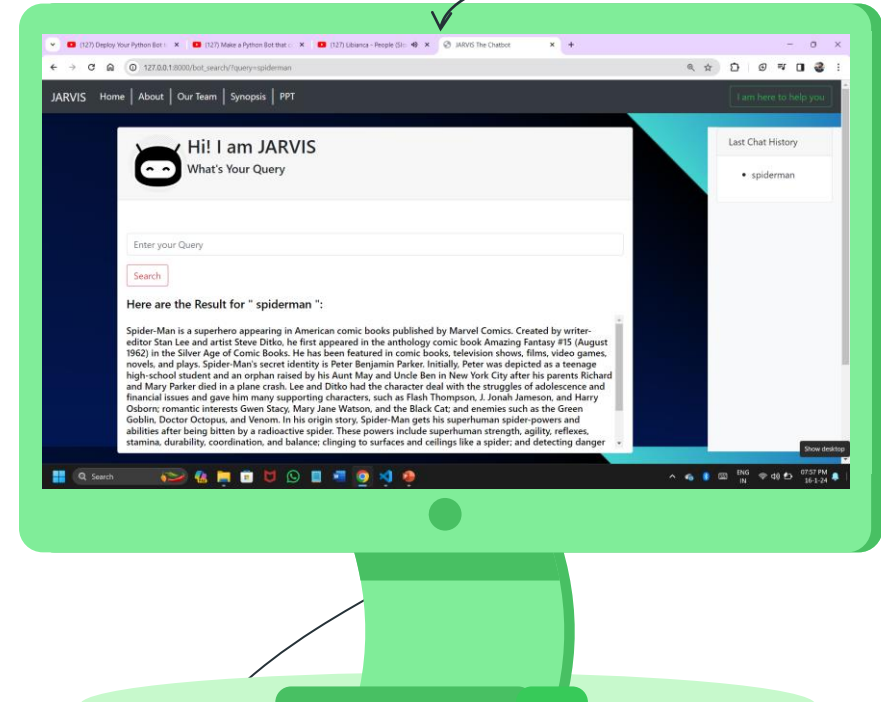 (127) Deploy Your Python Bot
(127) Make a Python Bot that
(127) Libianca - People
JARVIS The Chatbot
127.0.0.1:8000/bot_search/?query=spiderman
JARVIS Home About Our Team Synopsis PPT
I am here to help you
Hi! I am JARVIS
What's Your Query
Enter your Query
Search
Here are the Result for " spiderman ":
Spider-Man is a superhero appearing in American comic books published by Marvel Comics. Created by writer-
editor Stan Lee and artist Steve Ditko, he first appeared in the anthology comic book Amazing Fantasy #15 (August
1962) in the Silver Age of Comic Books. He has been featured in comic books, television shows, films, video games,
novels, and plays. Spider-Man's secret identity is Peter Benjamin Parker. Initially, Peter was depicted as a teenage
high-school student and an orphan raised by his Aunt May and Uncle Ben in New York City after his parents Richard
and Mary Parker died in a plane crash. Lee and Ditko had the character deal with the struggles of adolescence and
financial issues and gave him many supporting characters, such as Flash Thompson, J. Jonah Jameson, and Harry
Osborn; romantic interests Gwen Stacy, Mary Jane Watson, and the Black Cat; and enemies such as the Green
Goblin, Doctor Octopus, and Venom. In his origin story, Spider-Man gets his superhuman spider-powers and
abilities after being bitten by a radioactive spider. These powers include superhuman strength, agility, reflexes,
stamina, durability, coordination, and balance; clinging to surfaces and ceilings like a spider; and detecting danger
Last Chat History
spiderman
Show desktop
Search
ENG
IN
07:57 PM
16-1-24